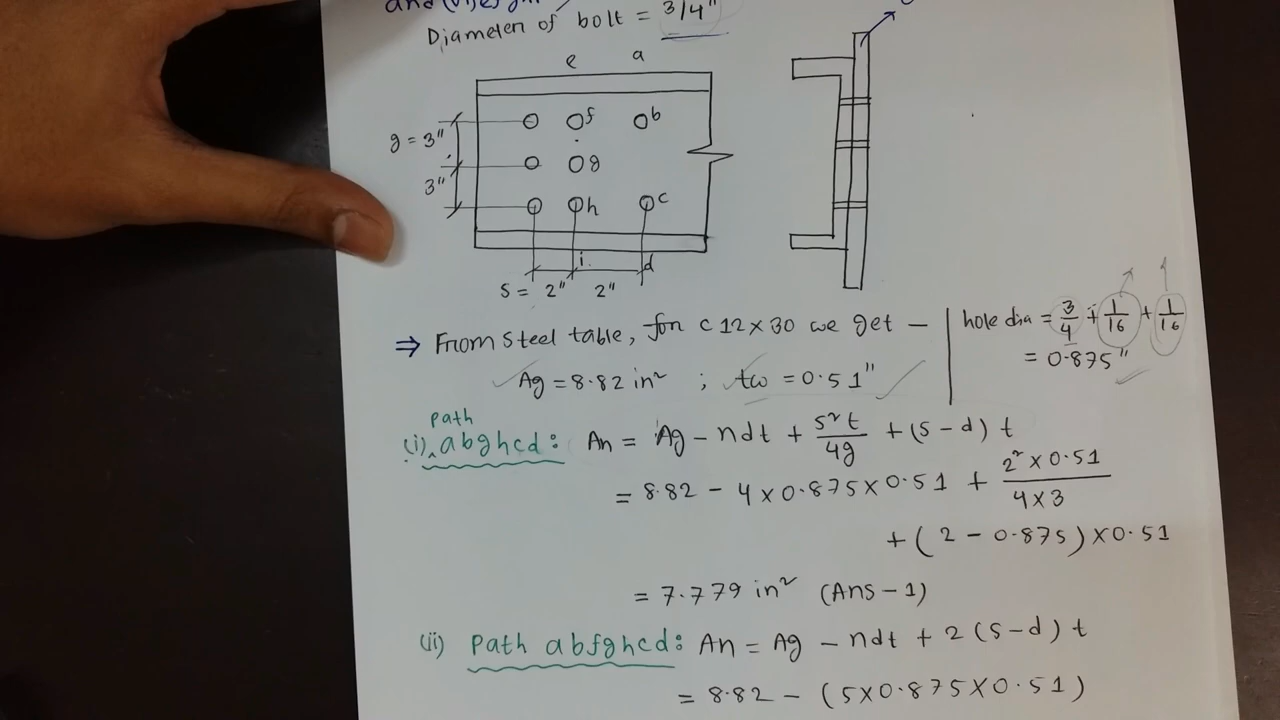 and
Diameter of bolt = 3/4"
e a
f b
g = 3"
g
3"
h c
i d
S = 2" 2"
⇒ From Steel table, for C 12 × 30 we get —
Ag = 8.82 in² ; tw = 0.51"
hole dia = 3/4 + 1/16 + 1/16
= 0.875"
path
(i) abghcd: An = Ag - ndt + s²t/4g + (s - d) t
= 8.82 - 4 × 0.875 × 0.51 + 2² × 0.51 / 4 × 3
+ (2 - 0.875) × 0.51
= 7.779 in² (Ans - 1)
(ii) Path abfghcd: An = Ag - ndt + 2 (s-d) t
= 8.82 - (5 × 0.875 × 0.51)